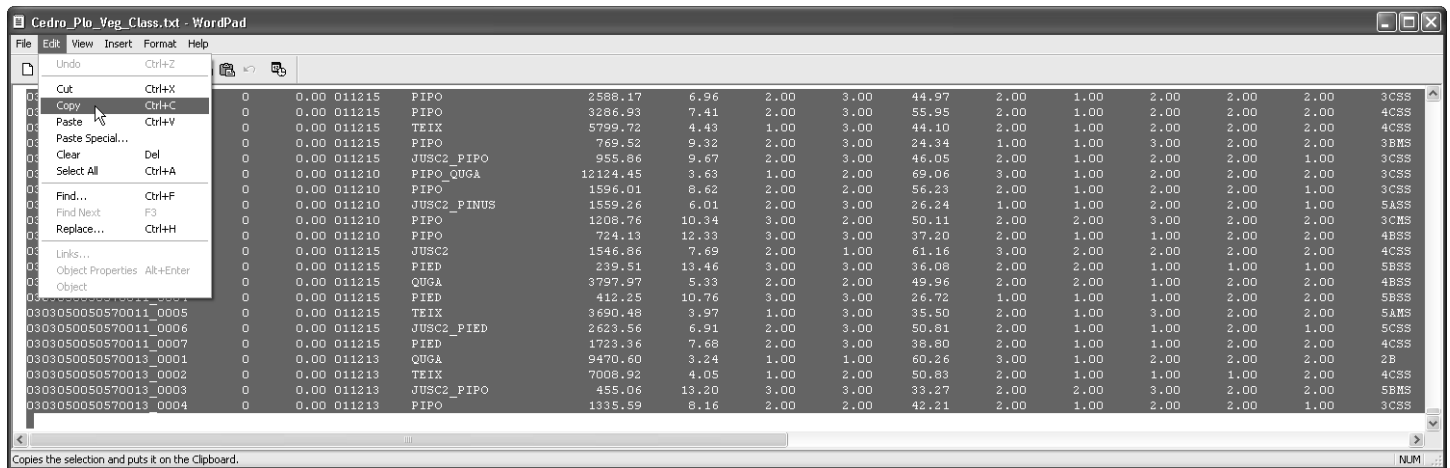 Cedro_Plo_Veg_Class.txt - WordPad
File Edit View Insert Format Help
Undo Ctrl+Z
Cut Ctrl+X
Copy Ctrl+C
Paste Ctrl+V
Paste Special...
Clear Del
Select All Ctrl+A
Find... Ctrl+F
Find Next F3
Replace... Ctrl+H
Links...
Object Properties Alt+Enter
Object
0 0.00 011215 PIPO 2588.17 6.96 2.00 3.00 44.97 2.00 1.00 2.00 2.00 2.00 3CSS
0 0.00 011215 PIPO 3286.93 7.41 2.00 3.00 55.95 2.00 1.00 2.00 2.00 2.00 4CSS
0 0.00 011215 TEIX 5799.72 4.43 1.00 3.00 44.10 2.00 1.00 2.00 2.00 2.00 4CSS
0 0.00 011215 PIPO 769.52 9.32 2.00 3.00 24.34 1.00 1.00 3.00 2.00 2.00 3BMS
0 0.00 011215 JUSC2_PIPO 955.86 9.67 2.00 3.00 46.05 2.00 1.00 2.00 2.00 1.00 3CSS
0 0.00 011210 PIPO_QUGA 12124.45 3.63 1.00 2.00 69.06 3.00 1.00 2.00 2.00 2.00 3CSS
0 0.00 011210 PIPO 1596.01 8.62 2.00 2.00 56.23 2.00 1.00 2.00 2.00 2.00 3CSS
0 0.00 011210 JUSC2_PINUS 1559.26 6.01 2.00 3.00 26.24 1.00 1.00 2.00 2.00 1.00 5ASS
0 0.00 011210 PIPO 1208.76 10.34 3.00 2.00 50.11 2.00 2.00 3.00 2.00 2.00 3CMS
0 0.00 011210 PIPO 724.13 12.33 3.00 3.00 37.20 2.00 1.00 1.00 2.00 2.00 4BSS
0 0.00 011215 JUSC2 1546.86 7.69 2.00 1.00 61.16 3.00 2.00 2.00 2.00 1.00 4CSS
0 0.00 011215 PIED 239.51 13.46 3.00 3.00 36.08 2.00 2.00 1.00 1.00 1.00 5BSS
0 0.00 011215 QUGA 3797.97 5.33 2.00 2.00 49.96 2.00 2.00 1.00 2.00 2.00 4BSS
0 0.00 011215 PIED 412.25 10.76 3.00 3.00 26.72 1.00 1.00 1.00 2.00 2.00 5BSS
0303050050570011_0005 0 0.00 011215 TEIX 3690.48 3.97 1.00 3.00 35.50 2.00 1.00 3.00 2.00 2.00 5AMS
0303050050570011_0006 0 0.00 011215 JUSC2_PIED 2623.56 6.91 2.00 3.00 50.81 2.00 2.00 1.00 2.00 1.00 5CSS
0303050050570011_0007 0 0.00 011215 PIED 1723.36 7.68 2.00 3.00 38.80 2.00 1.00 1.00 2.00 2.00 4CSS
0303050050570013_0001 0 0.00 011213 QUGA 9470.60 3.24 1.00 1.00 60.26 3.00 1.00 2.00 2.00 2.00 2B
0303050050570013_0002 0 0.00 011213 TEIX 7008.92 4.05 1.00 2.00 50.83 2.00 1.00 1.00 2.00 2.00 4CSS
0303050050570013_0003 0 0.00 011213 JUSC2_PIPO 455.06 13.20 3.00 3.00 33.27 2.00 2.00 3.00 2.00 2.00 5BMS
0303050050570013_0004 0 0.00 011213 PIPO 1335.59 8.16 2.00 2.00 42.21 2.00 1.00 2.00 2.00 1.00 3CSS
Copies the selection and puts it on the Clipboard. NUM